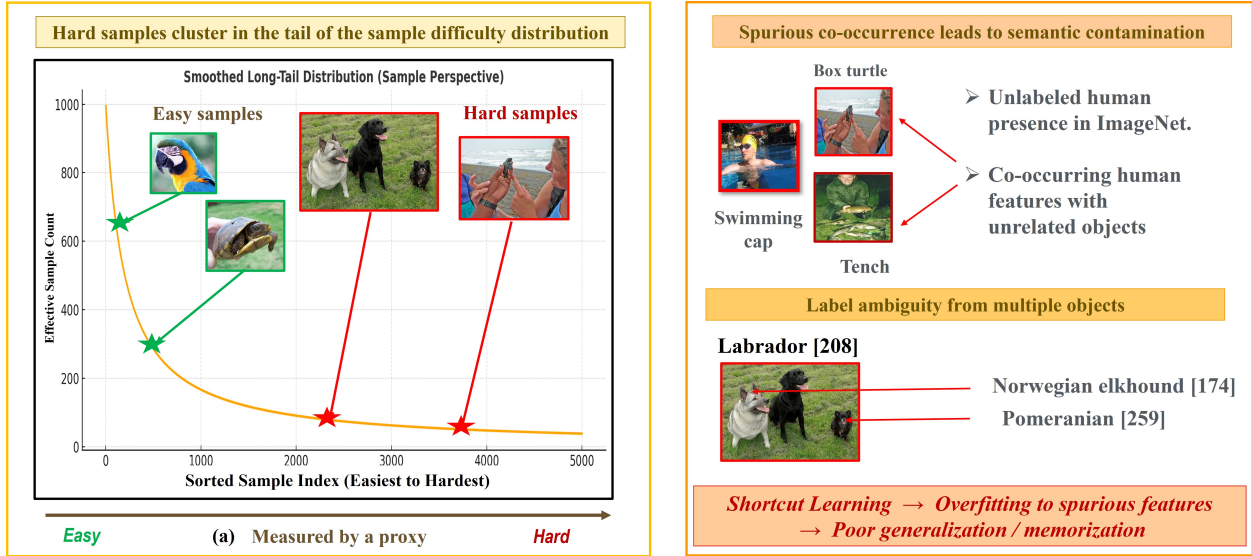 Hard samples cluster in the tail of the sample difficulty distribution
Smoothed Long-Tail Distribution (Sample Perspective)
Easy samples
Hard samples
Effective Sample Count
1000
800
600
400
200
0
0 1000 2000 3000 4000 5000
Sorted Sample Index (Easiest to Hardest)
Easy
(a) Measured by a proxy
Hard
Spurious co-occurrence leads to semantic contamination
Box turtle
Swimming
cap
Tench
➢ Unlabeled human
presence in ImageNet.
➢ Co-occurring human
features with
unrelated objects
Label ambiguity from multiple objects
Labrador [208]
Norwegian elkhound [174]
Pomeranian [259]
Shortcut Learning → Overfitting to spurious features
→ Poor generalization / memorization